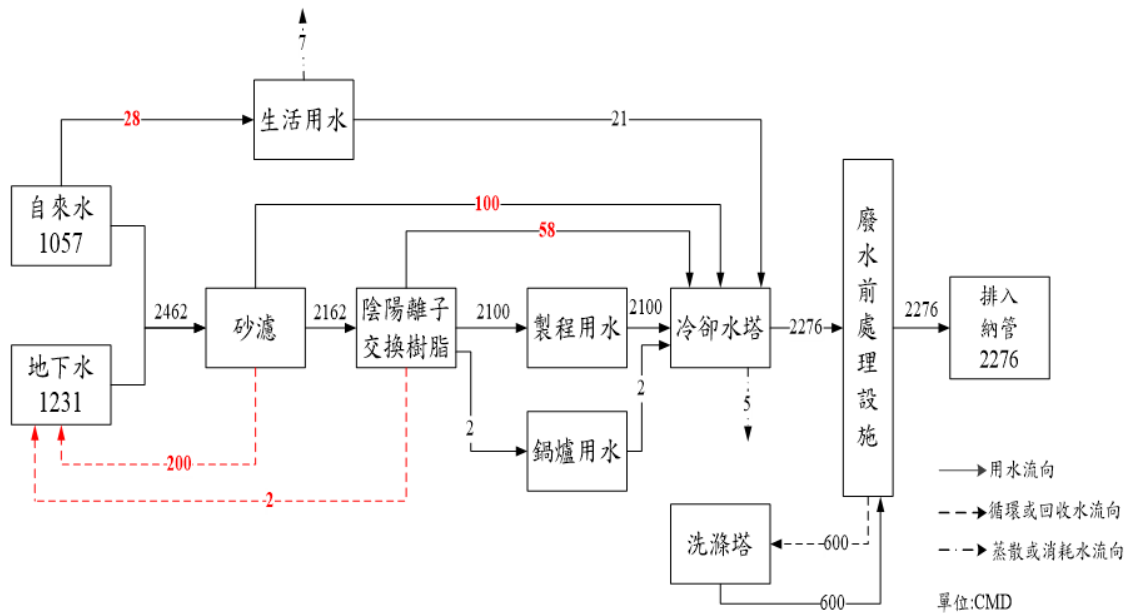 7
28
生活用水
21
自來水
1057
100
58
2462
砂濾
2162
陰陽離子
交換樹脂
2100
製程用水
2100
冷卻水塔
2276
廢水前處理設施
2276
排入
納管
2276
地下水
1231
2
鍋爐用水
2
5
200
2
洗滌塔
600
600
用水流向
循環或回收水流向
蒸散或消耗水流向
單位:CMD